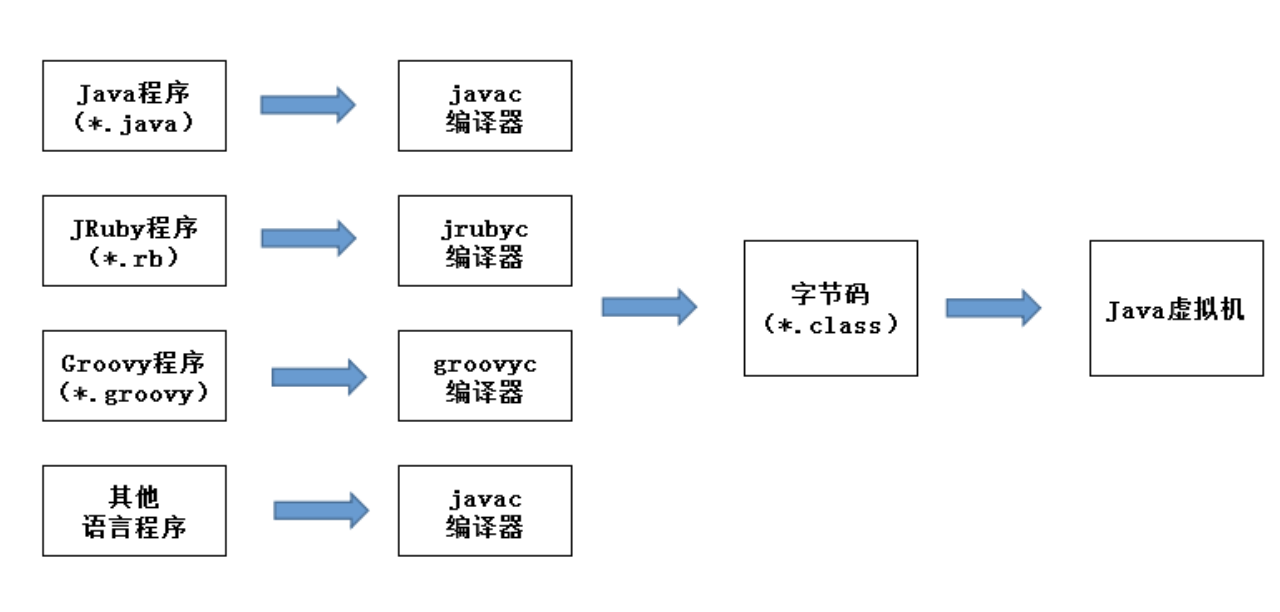 Java程序
(*.java)
javac
编译器
JRuby程序
(*.rb)
jrubyc
编译器
Groovy程序
(*.groovy)
groovyc
编译器
其他
语言程序
javac
编译器
字节码
(*.class)
Java虚拟机